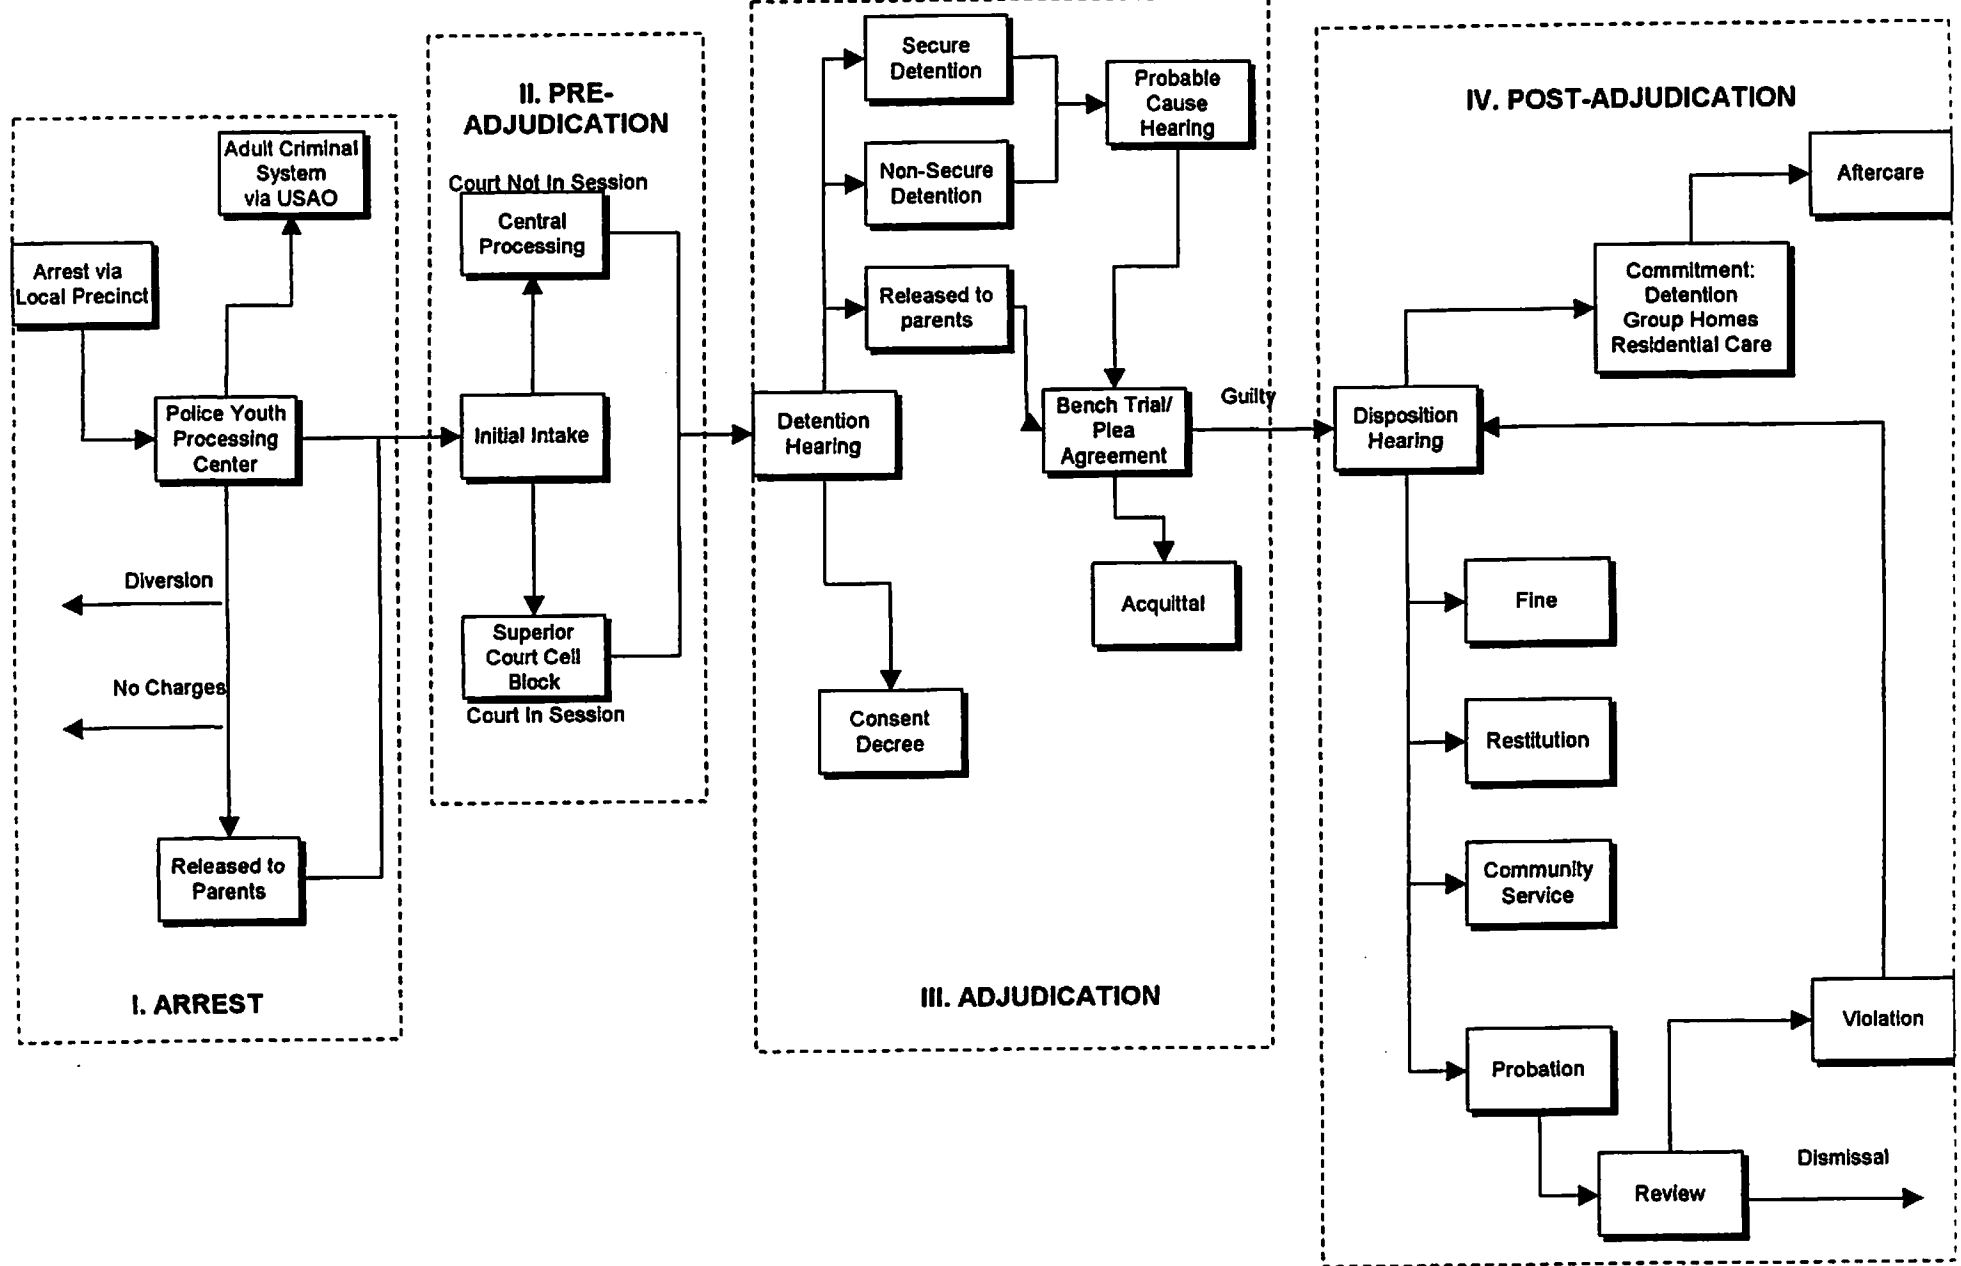 Adult Criminal
System
via USAO
Arrest via
Local Precinct
Police Youth
Processing
Center
Diversion
No Charges
Released to
Parents
I. ARREST
II. PRE-
ADJUDICATION
Court Not In Session
Central
Processing
Initial Intake
Superior
Court Cell
Block
Court In Session
Secure
Detention
Non-Secure
Detention
Released to
parents
Probable
Cause
Hearing
Detention
Hearing
Bench Trial/
Plea
Agreement
Guilty
Acquittal
Consent
Decree
III. ADJUDICATION
IV. POST-ADJUDICATION
Aftercare
Commitment:
Detention
Group Homes
Residential Care
Disposition
Hearing
Fine
Restitution
Community
Service
Probation
Violation
Review
Dismissal